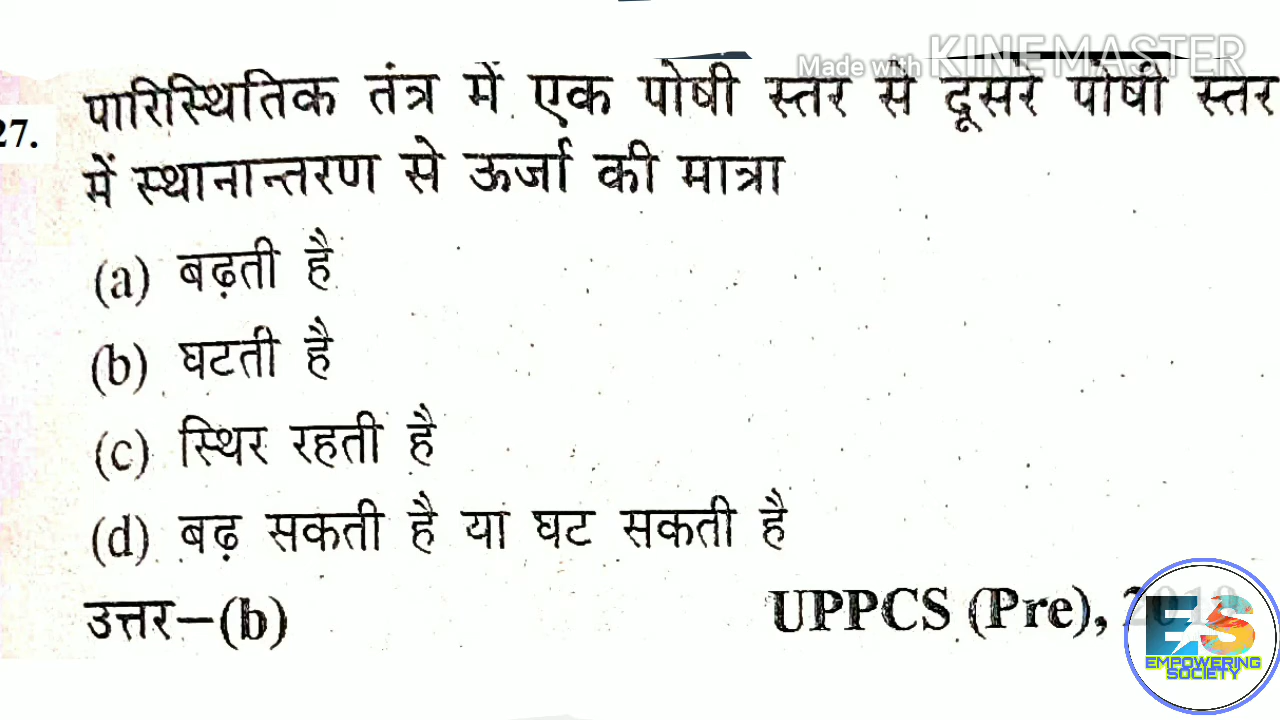 Made with KINEMASTER
27. पारिस्थितिक तंत्र में एक पोषी स्तर से दूसरे पोषी स्तर
में स्थानान्तरण से ऊर्जा की मात्रा
(a) बढ़ती है
(b) घटती है
(c) स्थिर रहती है
(d) बढ़ सकती है या घट सकती है
उत्तर–(b)
UPPCS (Pre),
ES
EMPOWERING
SOCIETY